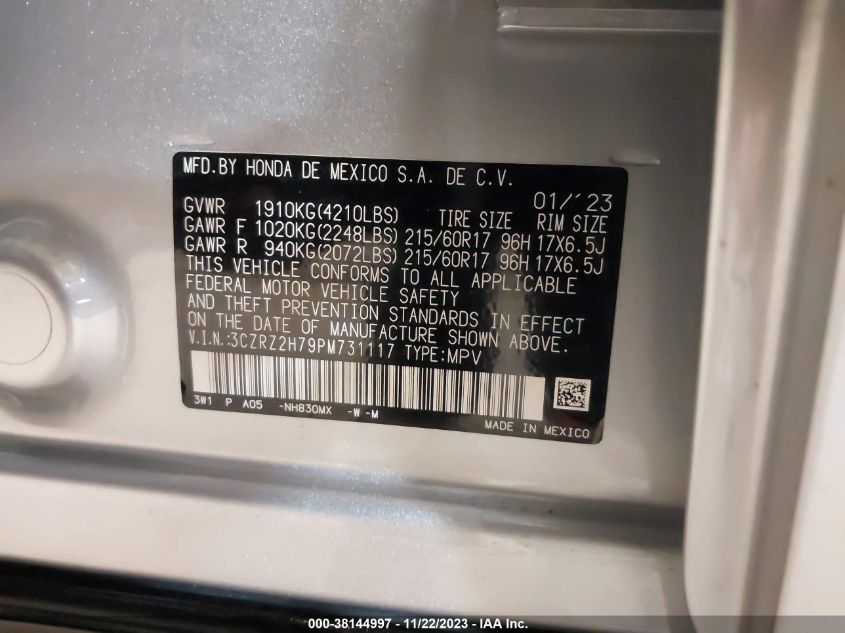 MFD.BY HONDA DE MEXICO S.A. DE C.V.
01/'23
GVWR 1910KG(4210LBS) TIRE SIZE RIM SIZE
GAWR F 1020KG(2248LBS) 215/60R17 96H 17X6.5J
GAWR R 940KG(2072LBS) 215/60R17 96H 17X6.5J
THIS VEHICLE CONFORMS TO ALL APPLICABLE
FEDERAL MOTOR VEHICLE SAFETY
AND THEFT PREVENTION STANDARDS IN EFFECT
ON THE DATE OF MANUFACTURE SHOWN ABOVE.
V.I.N.:3CZRZ2H79PM731117 TYPE:MPV
3W1 P A05 -NH830MX -W -M
MADE IN MEXICO
000-38144997 - 11/22/2023 - IAA Inc.